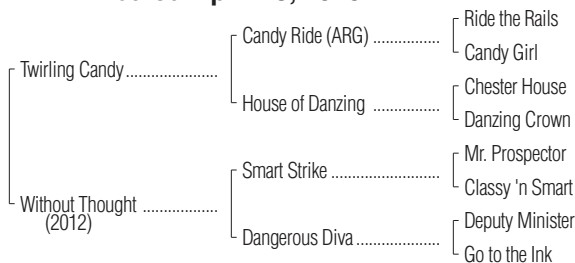 Ride the Rails
Candy Ride (ARG) ................
Candy Girl
Twirling Candy......................
Chester House
House of Danzing ................
Danzing Crown
Mr. Prospector
Smart Strike ..........................
Classy 'n Smart
Without Thought ..................
(2012)
Deputy Minister
Dangerous Diva....................
Go to the Ink